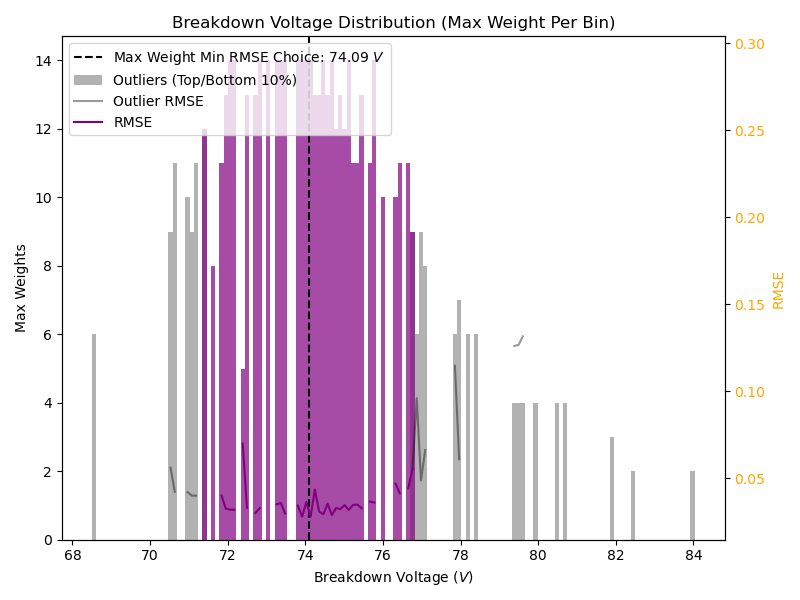 Breakdown Voltage Distribution (Max Weight Per Bin)
Max Weight Min RMSE Choice: 74.09 V
Outliers (Top/Bottom 10%)
Outlier RMSE
RMSE
Max Weights
14
12
10
8
6
4
2
0
0.30
0.25
0.20
0.15
0.10
0.05
RMSE
68 70 72 74 76 78 80 82 84
Breakdown Voltage (V)